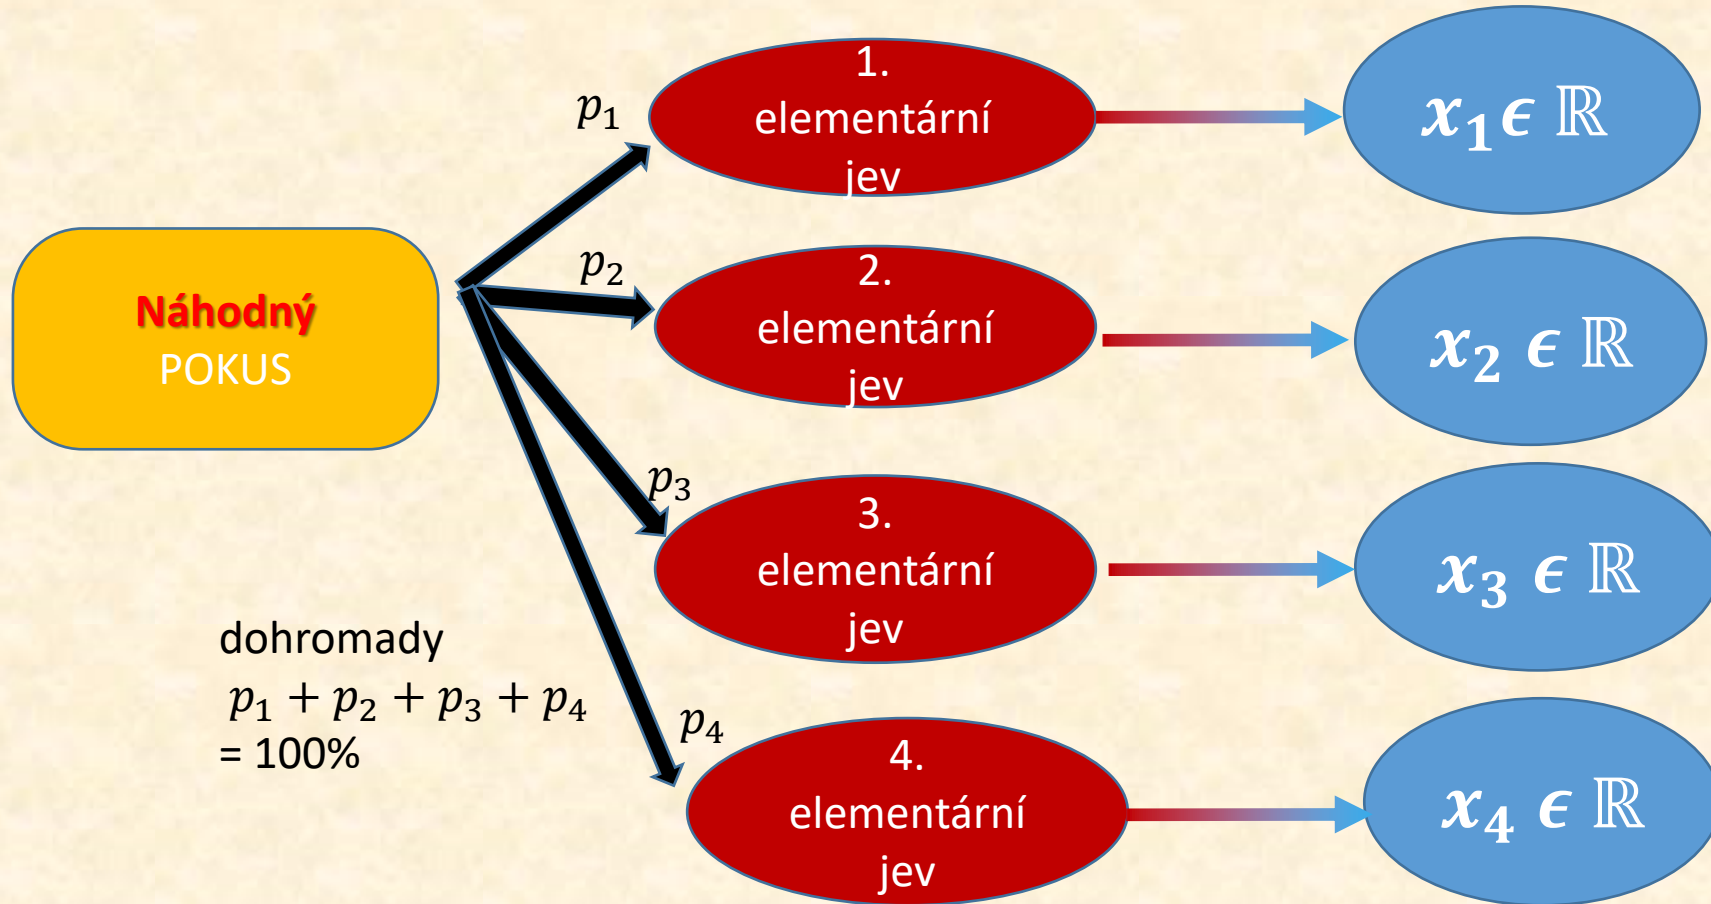 Náhodný
POKUS
p₁
1.
elementární
jev
x₁ϵ ℝ
p₂
2.
elementární
jev
x₂ ϵ ℝ
p₃
3.
elementární
jev
x₃ ϵ ℝ
p₄
4.
elementární
jev
x₄ ϵ ℝ
dohromady
p₁ + p₂ + p₃ + p₄
= 100%